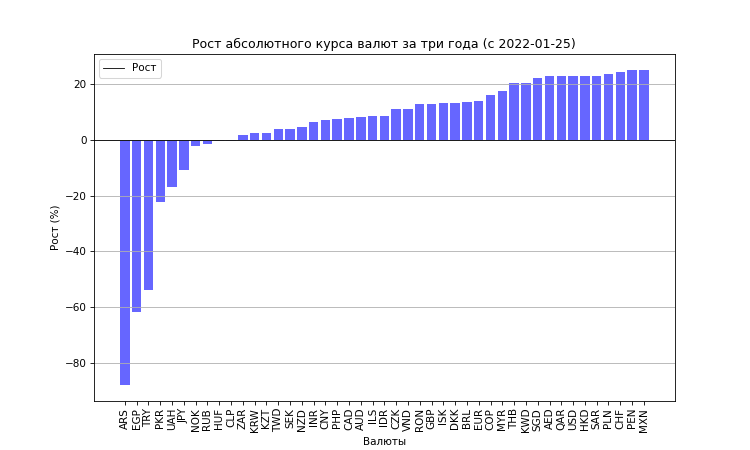 Рост абсолютного курса валют за три года (с 2022-01-25)
Рост
20
0
−20
−40
−60
−80
Рост (%)
ARS EGP TRY PKR UAH JPY NOK RUB HUF CLP ZAR KRW KZT TWD SEK NZD INR CNY PHP CAD AUD ILS IDR CZK VND RON GBP ISK DKK BRL EUR COP MYR THB KWD SGD AED QAR USD HKD SAR PLN CHF PEN MXN
Валюты